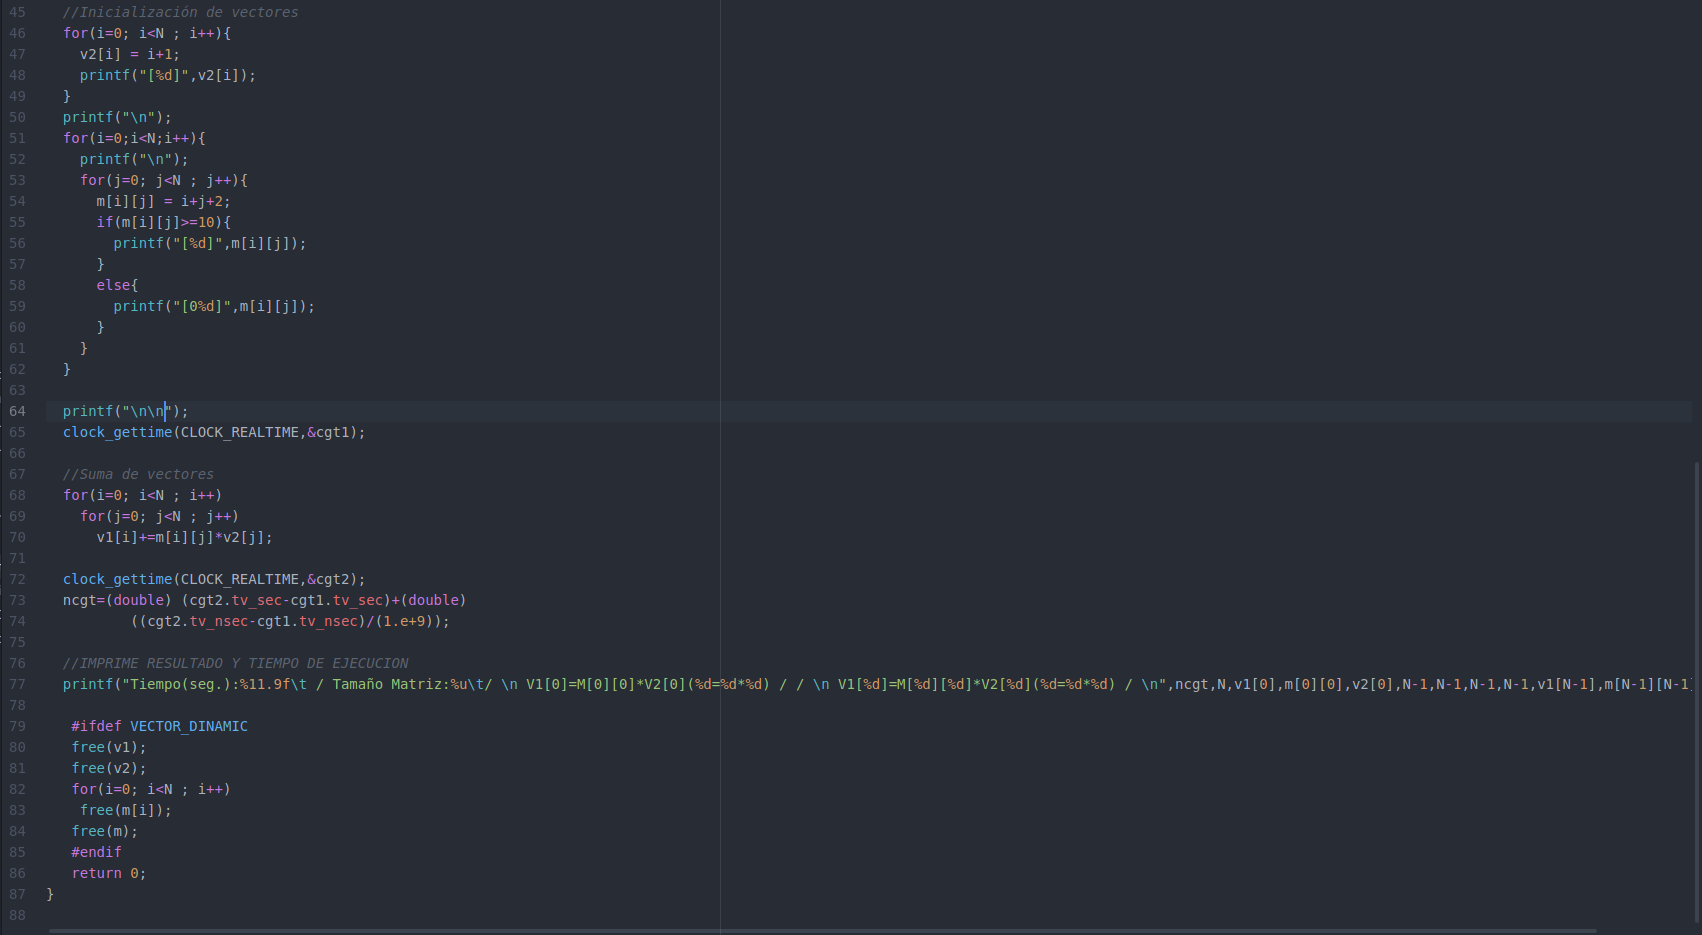 45 //Inicialización de vectores
46 for(i=0; i<N ; i++){
47 v2[i] = i+1;
48 printf("[%d]",v2[i]);
49 }
50 printf("\n");
51 for(i=0;i<N;i++){
52 printf("\n");
53 for(j=0; j<N ; j++){
54 m[i][j] = i+j+2;
55 if(m[i][j]>=10){
56 printf("[%d]",m[i][j]);
57 }
58 else{
59 printf("[0%d]",m[i][j]);
60 }
61 }
62 }
63
64 printf("\n\n");
65 clock_gettime(CLOCK_REALTIME,&cgt1);
66
67 //Suma de vectores
68 for(i=0; i<N ; i++)
69 for(j=0; j<N ; j++)
70 v1[i]+=m[i][j]*v2[j];
71
72 clock_gettime(CLOCK_REALTIME,&cgt2);
73 ncgt=(double) (cgt2.tv_sec-cgt1.tv_sec)+(double)
74 ((cgt2.tv_nsec-cgt1.tv_nsec)/(1.e+9));
75
76 //IMPRIME RESULTADO Y TIEMPO DE EJECUCION
77 printf("Tiempo(seg.):%11.9f\t / Tamaño Matriz:%u\t/ \n V1[0]=M[0][0]*V2[0](%d=%d*%d) / / \n V1[%d]=M[%d][%d]*V2[%d](%d=%d*%d) / \n",ncgt,N,v1[0],m[0][0],v2[0],N-1,N-1,N-1,N-1,v1[N-1],m[N-1][N-1]
78
79 #ifdef VECTOR_DINAMIC
80 free(v1);
81 free(v2);
82 for(i=0; i<N ; i++)
83 free(m[i]);
84 free(m);
85 #endif
86 return 0;
87 }
88